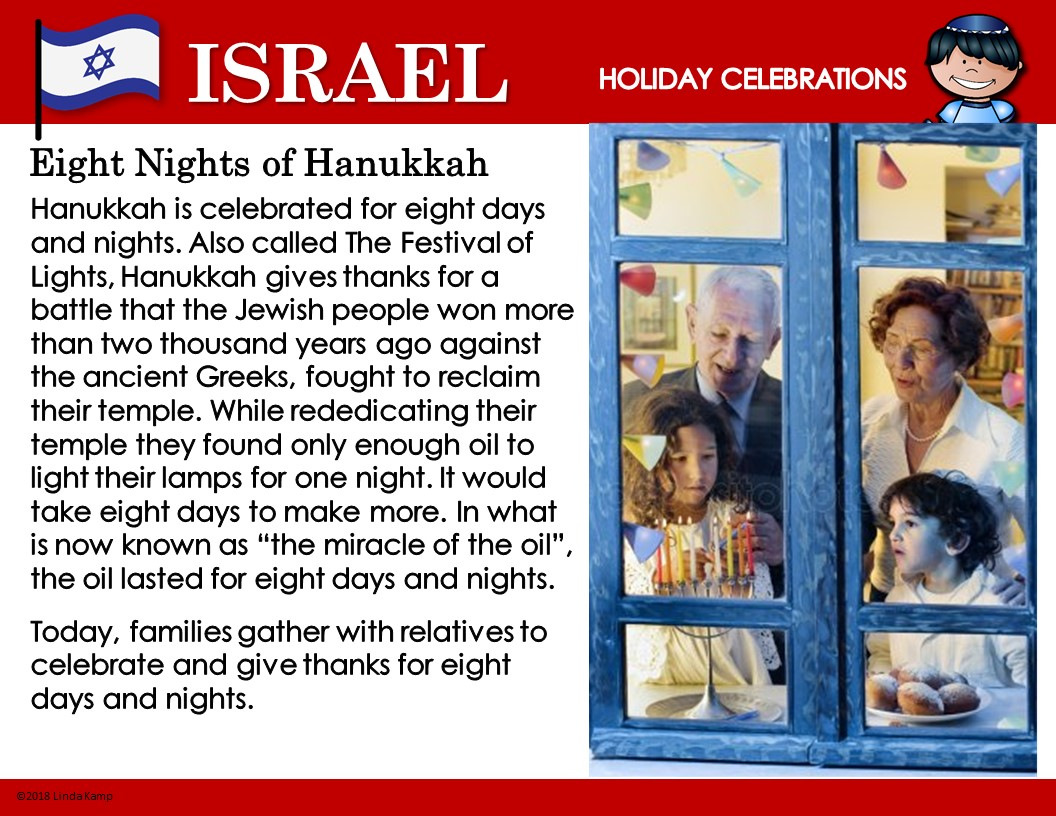 ISRAEL
HOLIDAY CELEBRATIONS
Eight Nights of Hanukkah
Hanukkah is celebrated for eight days
and nights. Also called The Festival of
Lights, Hanukkah gives thanks for a
battle that the Jewish people won more
than two thousand years ago against
the ancient Greeks, fought to reclaim
their temple. While rededicating their
temple they found only enough oil to
light their lamps for one night. It would
take eight days to make more. In what
is now known as “the miracle of the oil”,
the oil lasted for eight days and nights.
Today, families gather with relatives to
celebrate and give thanks for eight
days and nights.
©2018 Linda Kamp